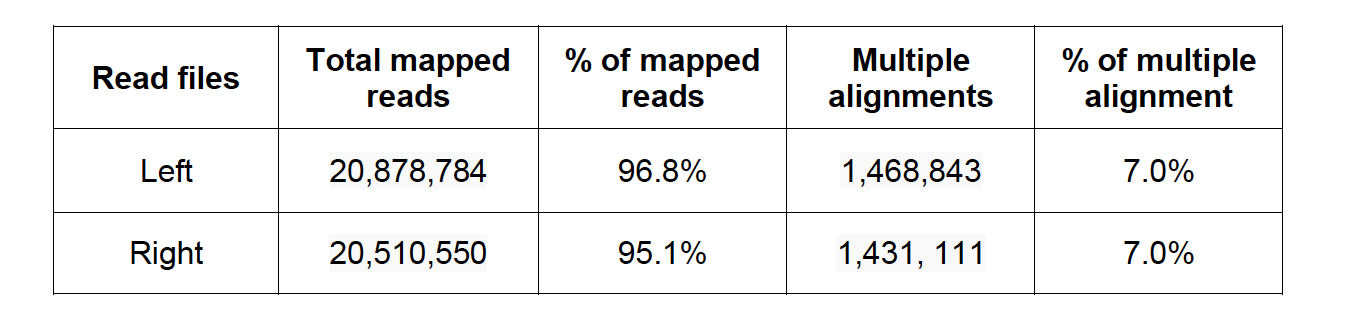 Read files
Total mapped
reads
% of mapped
reads
Multiple
alignments
% of multiple
alignment
Left
20,878,784
96.8%
1,468,843
7.0%
Right
20,510,550
95.1%
1,431, 111
7.0%